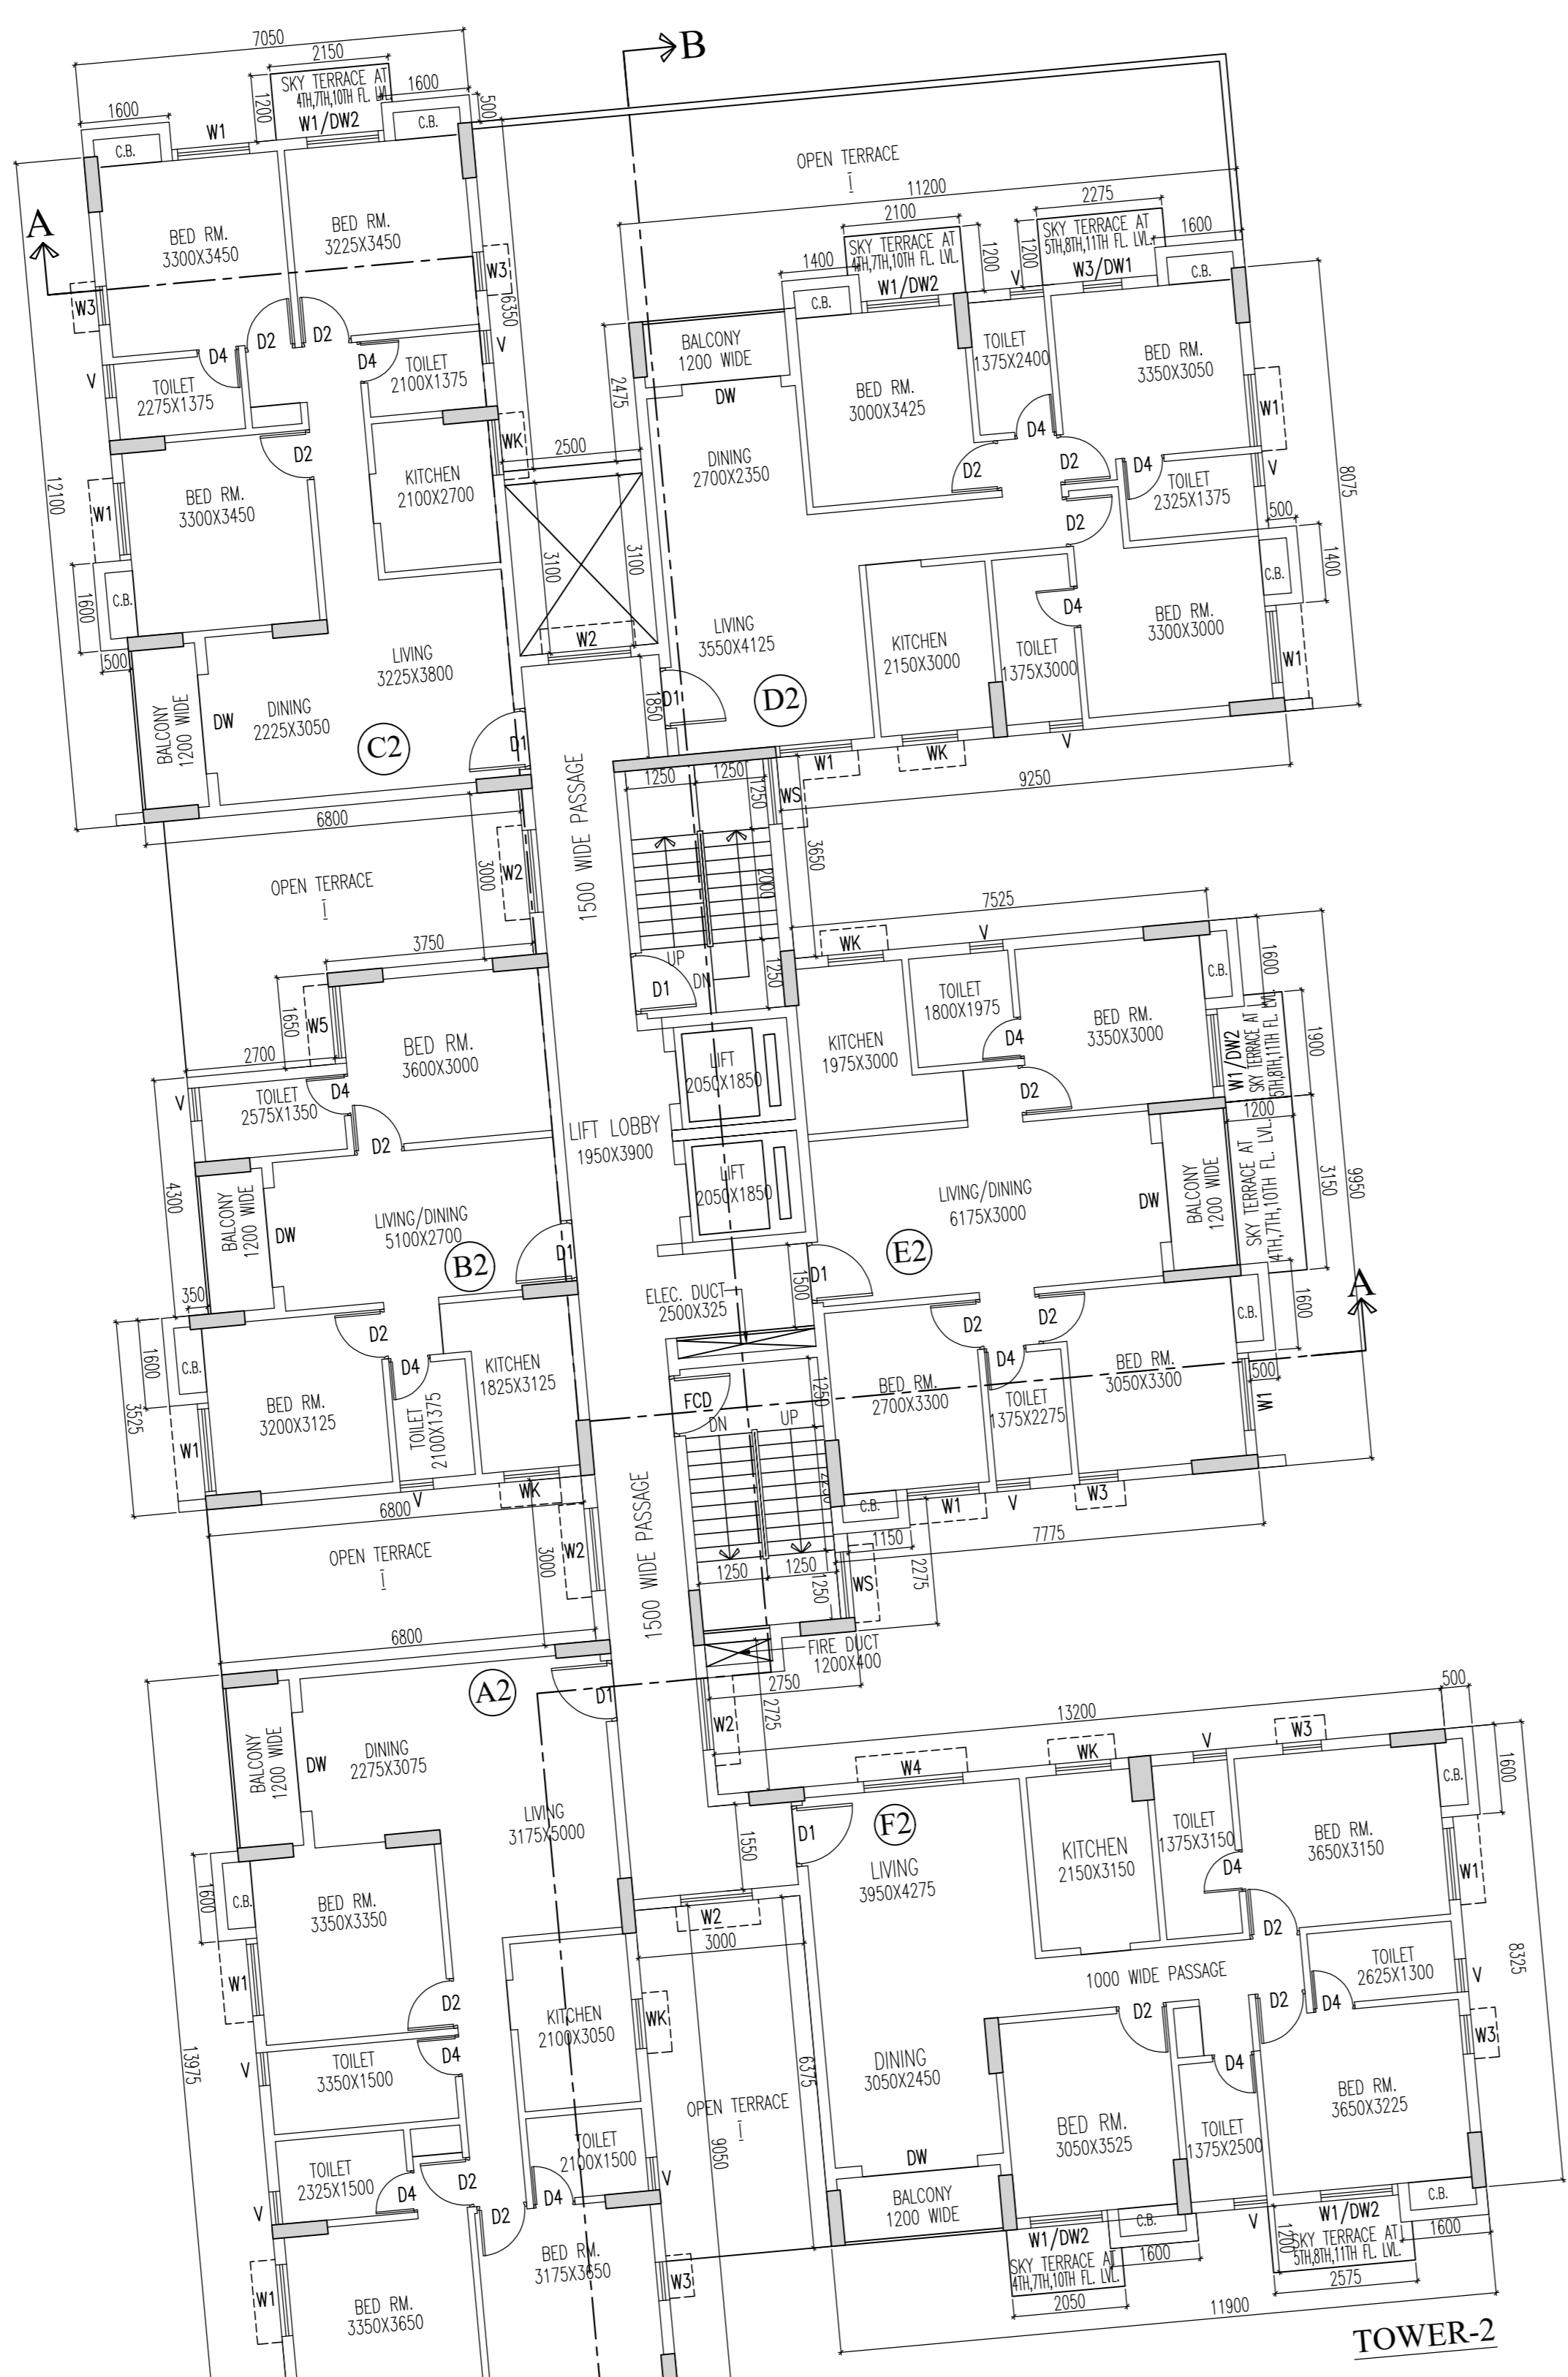 7050
2150
SKY TERRACE AT
4TH,7TH,10TH FL. LVL.
1600
1600
1200
500
W1
W1/DW2
C.B.
C.B.
B
OPEN TERRACE
I
11200
A
BED RM.
3300X3450
BED RM.
3225X3450
W3
W3
6350
D2
D2
D4
D4
V
V
TOILET
2275X1375
TOILET
2100X1375
WK
D2
KITCHEN
2100X2700
BED RM.
3300X3450
12100
W1
1600
C.B.
500
LIVING
3225X3800
DINING
2225X3050
DW
BALCONY
1200 WIDE
C2
D1
6800
2500
3100
3100
W2
1850
2100
SKY TERRACE AT
4TH,7TH,10TH FL. LVL.
1200
W1/DW2
1400
C.B.
2275
SKY TERRACE AT
5TH,8TH,11TH FL. LVL.
1200
W3/DW1
1600
C.B.
V
BALCONY
1200 WIDE
DW
2475
BED RM.
3000X3425
TOILET
1375X2400
BED RM.
3350X3050
W1
DINING
2700X2350
D4
D2
D2
D4
D2
V
TOILET
2325X1375
500
1400
8075
C.B.
LIVING
3550X4125
KITCHEN
2150X3000
TOILET
1375X3000
D4
BED RM.
3300X3000
W1
D1
D2
W1
WK
V
9250
1250
1250
1250
WS
3650
2000
UP
DN
1250
D1
1500 WIDE PASSAGE
OPEN TERRACE
I
3000
W2
3750
1650
W5
2700
BED RM.
3600X3000
V
TOILET
2575X1350
D4
D2
4300
BALCONY
1200 WIDE
DW
LIVING/DINING
5100X2700
B2
D1
350
1600
3525
C.B.
W1
BED RM.
3200X3125
D2
D4
TOILET
2100X1375
KITCHEN
1825X3125
V
WK
6800
LIFT
2050X1850
LIFT LOBBY
1950X3900
LIFT
2050X1850
ELEC. DUCT
2500X325
1500
7525
WK
V
KITCHEN
1975X3000
TOILET
1800X1975
D4
BED RM.
3350X3000
D2
C.B.
1600
W1/DW2
SKY TERRACE AT
5TH,8TH,11TH FL. LVL.
1900
1200
SKY TERRACE AT
4TH,7TH,10TH FL. LVL.
3150
9950
LIVING/DINING
6175X3000
DW
BALCONY
1200 WIDE
E2
D1
D2
D2
D4
C.B.
1600
A
500
BED RM.
2700X3300
TOILET
1375X2275
BED RM.
3050X3300
W1
C.B.
W1
V
W3
1150
7775
2275
FCD
DN
UP
1250
1250
1250
1250
WS
FIRE DUCT
1200X400
2750
2725
W2
1500 WIDE PASSAGE
OPEN TERRACE
I
3000
W2
6800
A2
D1
BALCONY
1200 WIDE
DW
DINING
2275X3075
LIVING
3175X5000
1600
C.B.
W1
BED RM.
3350X3350
D2
D4
KITCHEN
2100X3050
WK
V
TOILET
3350X1500
13975
TOILET
2325X1500
D4
D2
D2
D4
TOILET
2100X1500
V
V
BED RM.
3175X3650
W1
W3
BED RM.
3350X3650
1550
W2
3000
OPEN TERRACE
I
9050
6375
13200
500
W4
WK
V
W3
1600
C.B.
D1
F2
LIVING
3950X4275
KITCHEN
2150X3150
TOILET
1375X3150
D4
BED RM.
3650X3150
W1
D2
1000 WIDE PASSAGE
TOILET
2625X1300
V
8325
D2
D2
D4
W3
DINING
3050X2450
D4
DW
BED RM.
3050X3525
TOILET
1375X2500
BED RM.
3650X3225
BALCONY
1200 WIDE
W1/DW2
SKY TERRACE AT
4TH,7TH,10TH FL. LVL.
2050
C.B.
1600
V
1200
W1/DW2
SKY TERRACE AT
5TH,8TH,11TH FL. LVL.
2575
C.B.
1600
11900
TOWER-2